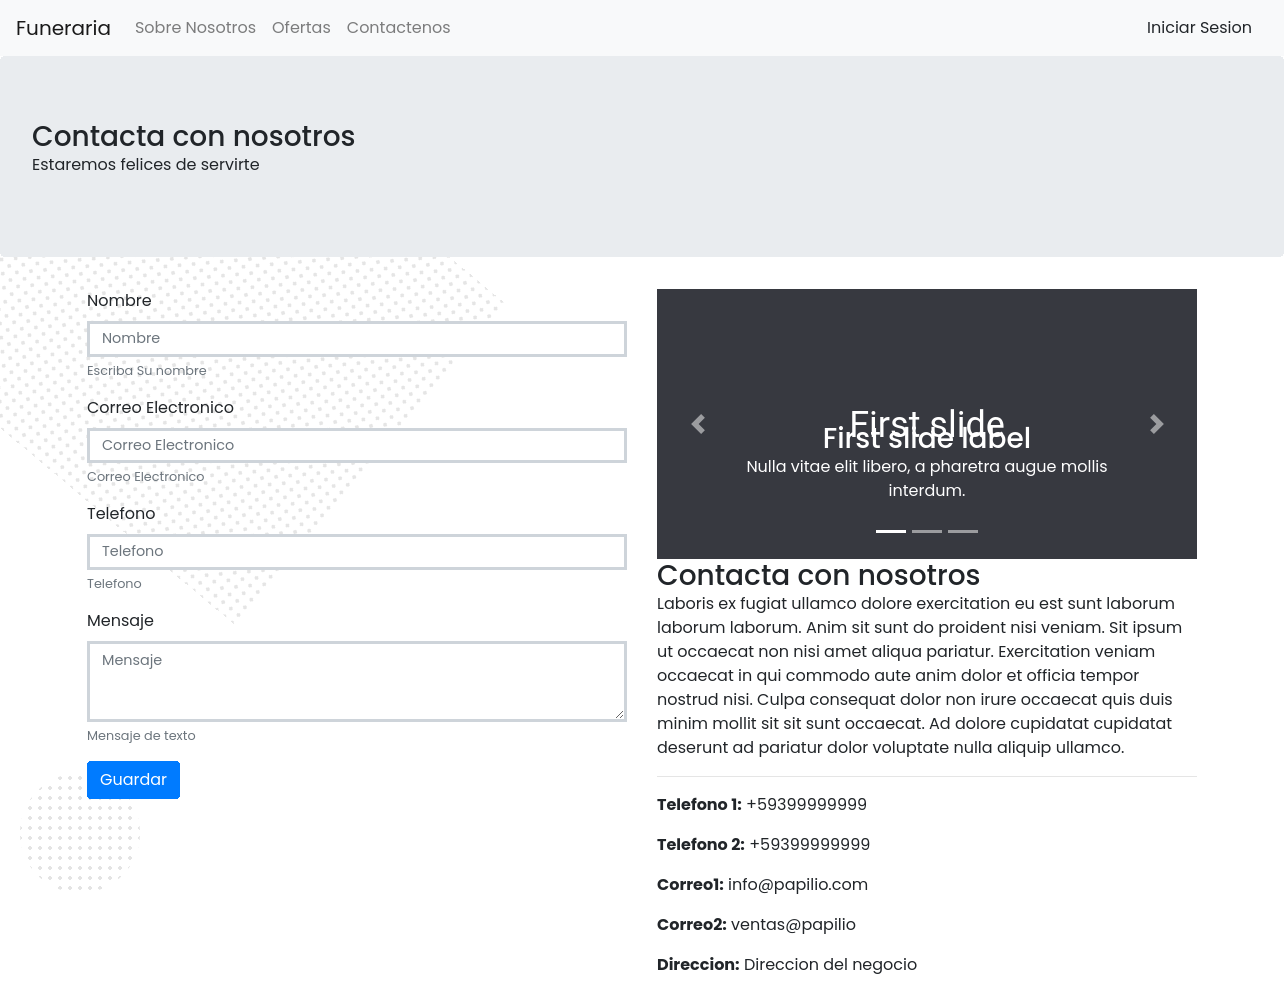 Funeraria Sobre Nosotros Ofertas Contactenos Iniciar Sesion
Contacta con nosotros
Estaremos felices de servirte
Nombre
Nombre
Escriba Su nombre
Correo Electronico
Correo Electronico
Correo Electronico
Telefono
Telefono
Telefono
Mensaje
Mensaje
Mensaje de texto
Guardar
First slide
First slide label
Nulla vitae elit libero, a pharetra augue mollis
interdum.
Contacta con nosotros
Laboris ex fugiat ullamco dolore exercitation eu est sunt laborum
laborum laborum. Anim sit sunt do proident nisi veniam. Sit ipsum
ut occaecat non nisi amet aliqua pariatur. Exercitation veniam
occaecat in qui commodo aute anim dolor et officia tempor
nostrud nisi. Culpa consequat dolor non irure occaecat quis duis
minim mollit sit sit sunt occaecat. Ad dolore cupidatat cupidatat
deserunt ad pariatur dolor voluptate nulla aliquip ullamco.
Telefono 1: +59399999999
Telefono 2: +59399999999
Correo1: info@papilio.com
Correo2: ventas@papilio
Direccion: Direccion del negocio